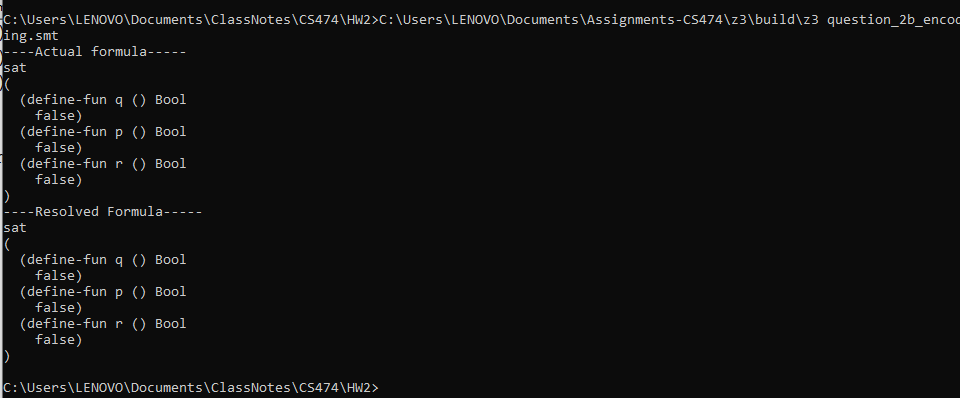 C:\Users\LENOVO\Documents\ClassNotes\CS474\HW2>C:\Users\LENOVO\Documents\Assignments-CS474\z3\build\z3 question_2b_encod
ing.smt
----Actual formula-----
sat
(
  (define-fun q () Bool
    false)
  (define-fun p () Bool
    false)
  (define-fun r () Bool
    false)
)
----Resolved Formula-----
sat
(
  (define-fun q () Bool
    false)
  (define-fun p () Bool
    false)
  (define-fun r () Bool
    false)
)
C:\Users\LENOVO\Documents\ClassNotes\CS474\HW2>